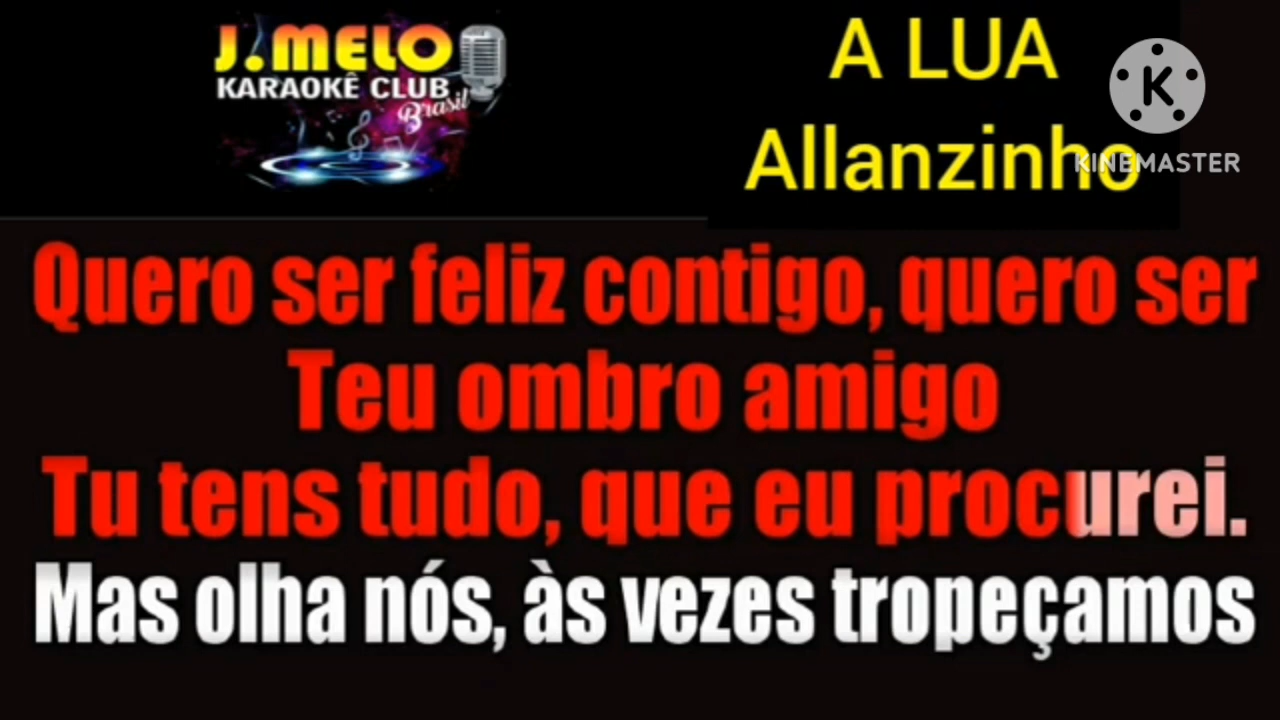 J.MELO
KARAOKÊ CLUB
Brasil
A LUA
Allanzinho
K
KINEMASTER
Quero ser feliz contigo, quero ser
Teu ombro amigo
Tu tens tudo, que eu procurei.
Mas olha nós, às vezes tropeçamos